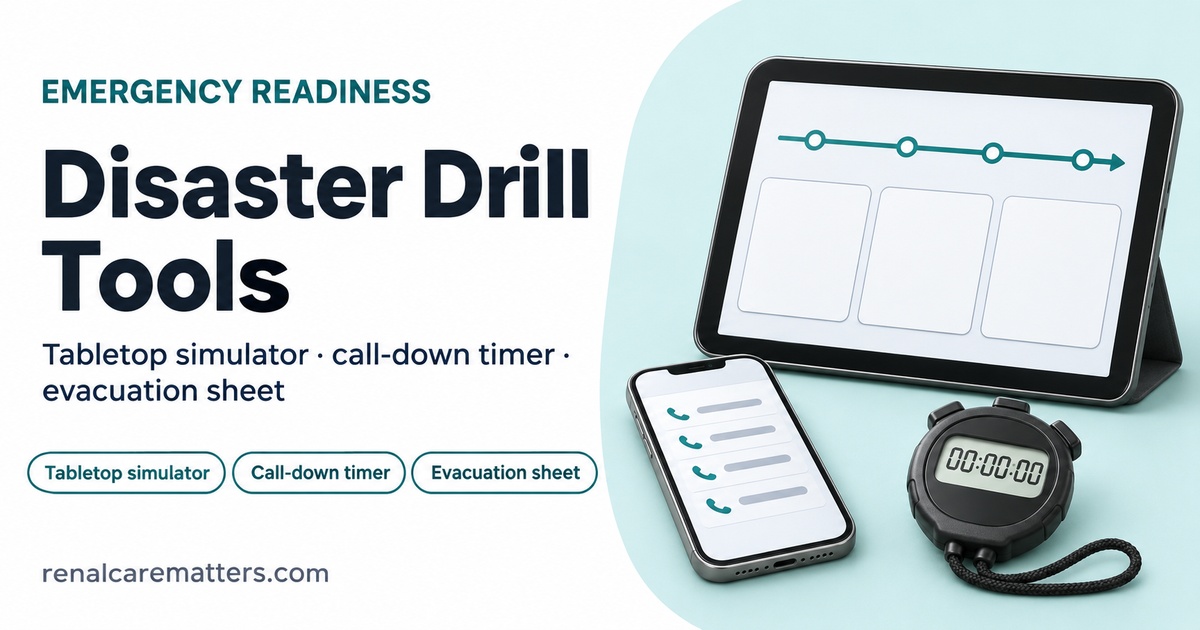 EMERGENCY READINESS
Disaster Drill
Tools
Tabletop simulator · call-down timer ·
evacuation sheet
Tabletop simulator
Call-down timer
Evacuation sheet
renalcarematters.com
00:00:00